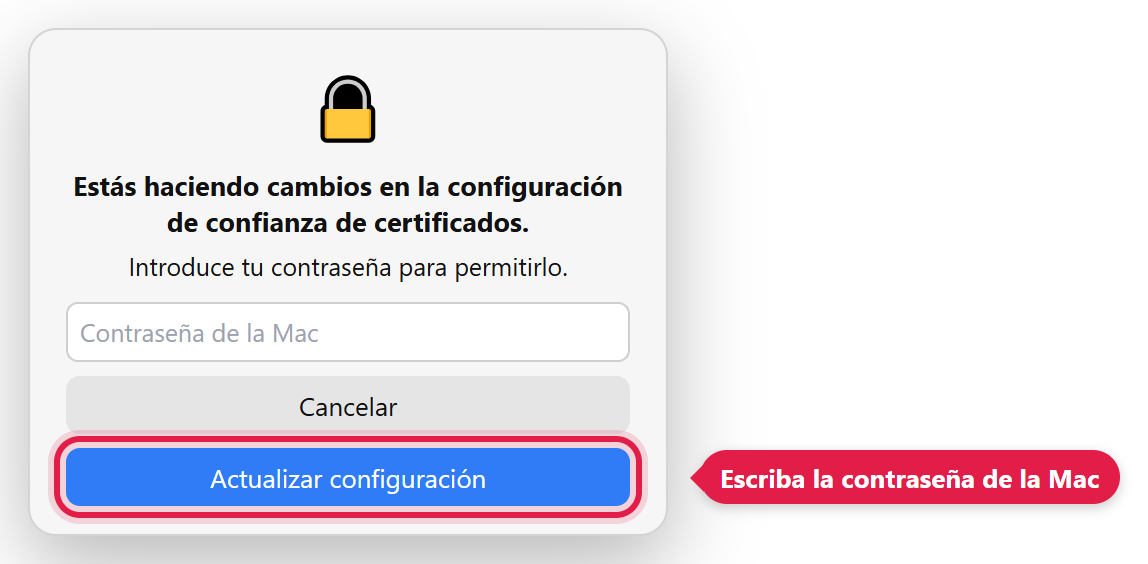 Estás haciendo cambios en la configuración
de confianza de certificados.
Introduce tu contraseña para permitirlo.
Contraseña de la Mac
Cancelar
Actualizar configuración
Escriba la contraseña de la Mac